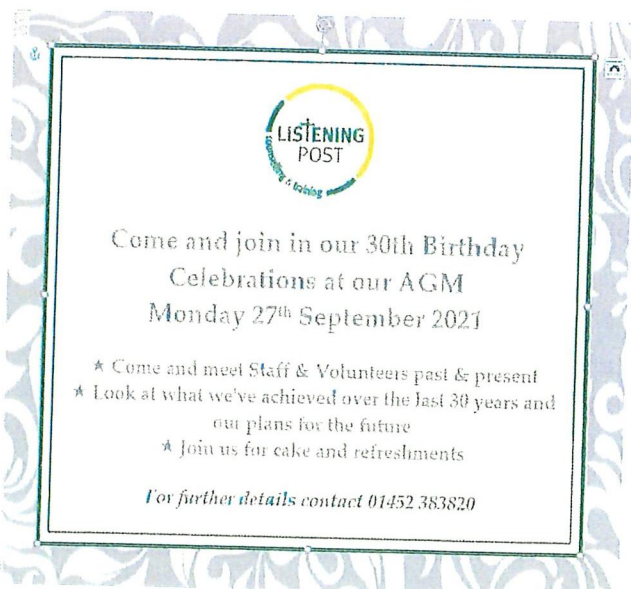 LISTENING
POST
counselling & training
Come and join in our 30th Birthday
Celebrations at our AGM
Monday 27th September 2021
★ Come and meet Staff & Volunteers past & present
★ Look at what we've achieved over the last 30 years and
our plans for the future
★ Join us for cake and refreshments
For further details contact 01452 383820